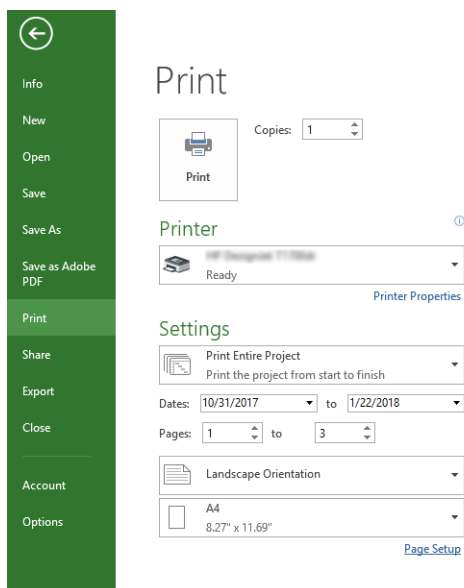 Info
New
Open
Save
Save As
Save as Adobe
PDF
Print
Share
Export
Close
Account
Options
Print
Copies: 1
Print
Printer
Ready
Printer Properties
Settings
Print Entire Project
Print the project from start to finish
Dates: 10/31/2017 to 1/22/2018
Pages: 1 to 3
Landscape Orientation
A4
8.27" x 11.69"
Page Setup